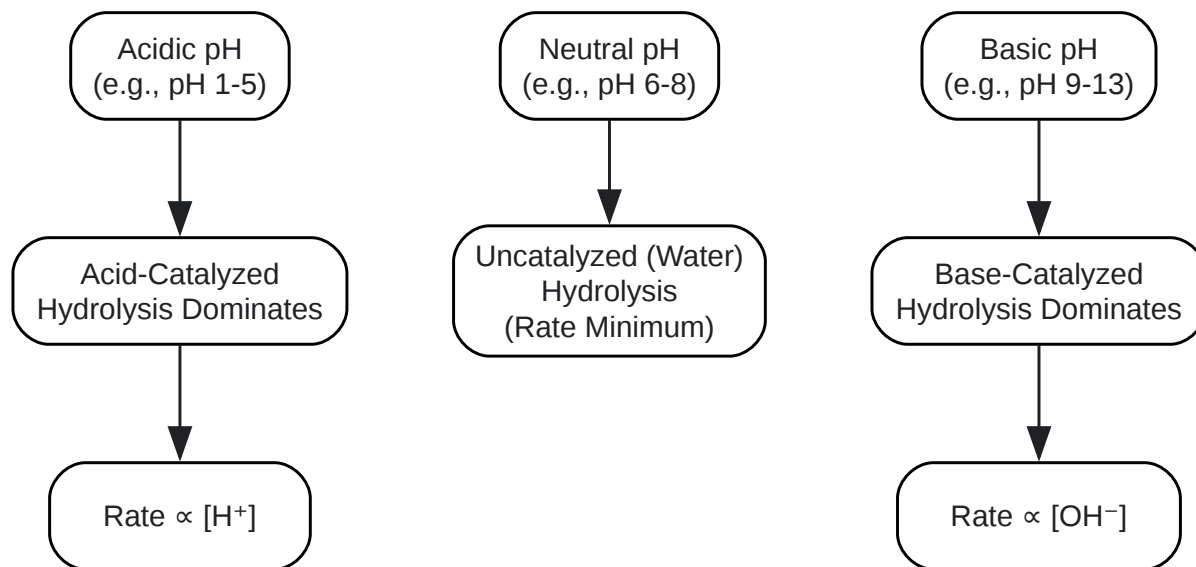 Acidic pH
(e.g., pH 1-5)
Neutral pH
(e.g., pH 6-8)
Basic pH
(e.g., pH 9-13)
Acid-Catalyzed
Hydrolysis Dominates
Uncatalyzed (Water)
Hydrolysis
(Rate Minimum)
Base-Catalyzed
Hydrolysis Dominates
Rate ∝ [H⁺]
Rate ∝ [OH⁻]